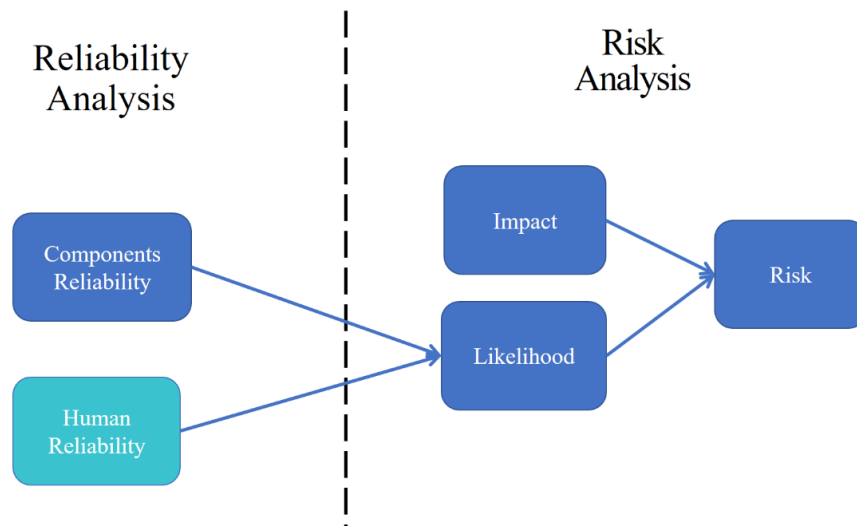 Reliability
Analysis
Risk
Analysis
Impact
Components
Reliability
Risk
Likelihood
Human
Reliability